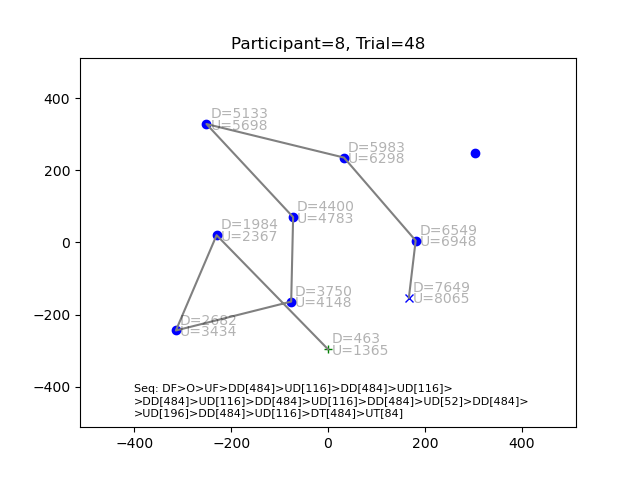 Participant=8, Trial=48
400
200
0
−200
−400
−400
−200
0
200
400
D=5133
U=5698
D=5983
U=6298
D=4400
U=4783
D=1984
U=2367
D=6549
U=6948
D=3750
U=4148
D=7649
U=8065
D=2682
U=3434
D=463
U=1365
Seq: DF>O>UF>DD[484]>UD[116]>DD[484]>UD[116]>
>DD[484]>UD[116]>DD[484]>UD[116]>DD[484]>UD[52]>DD[484]>
>UD[196]>DD[484]>UD[116]>DT[484]>UT[84]